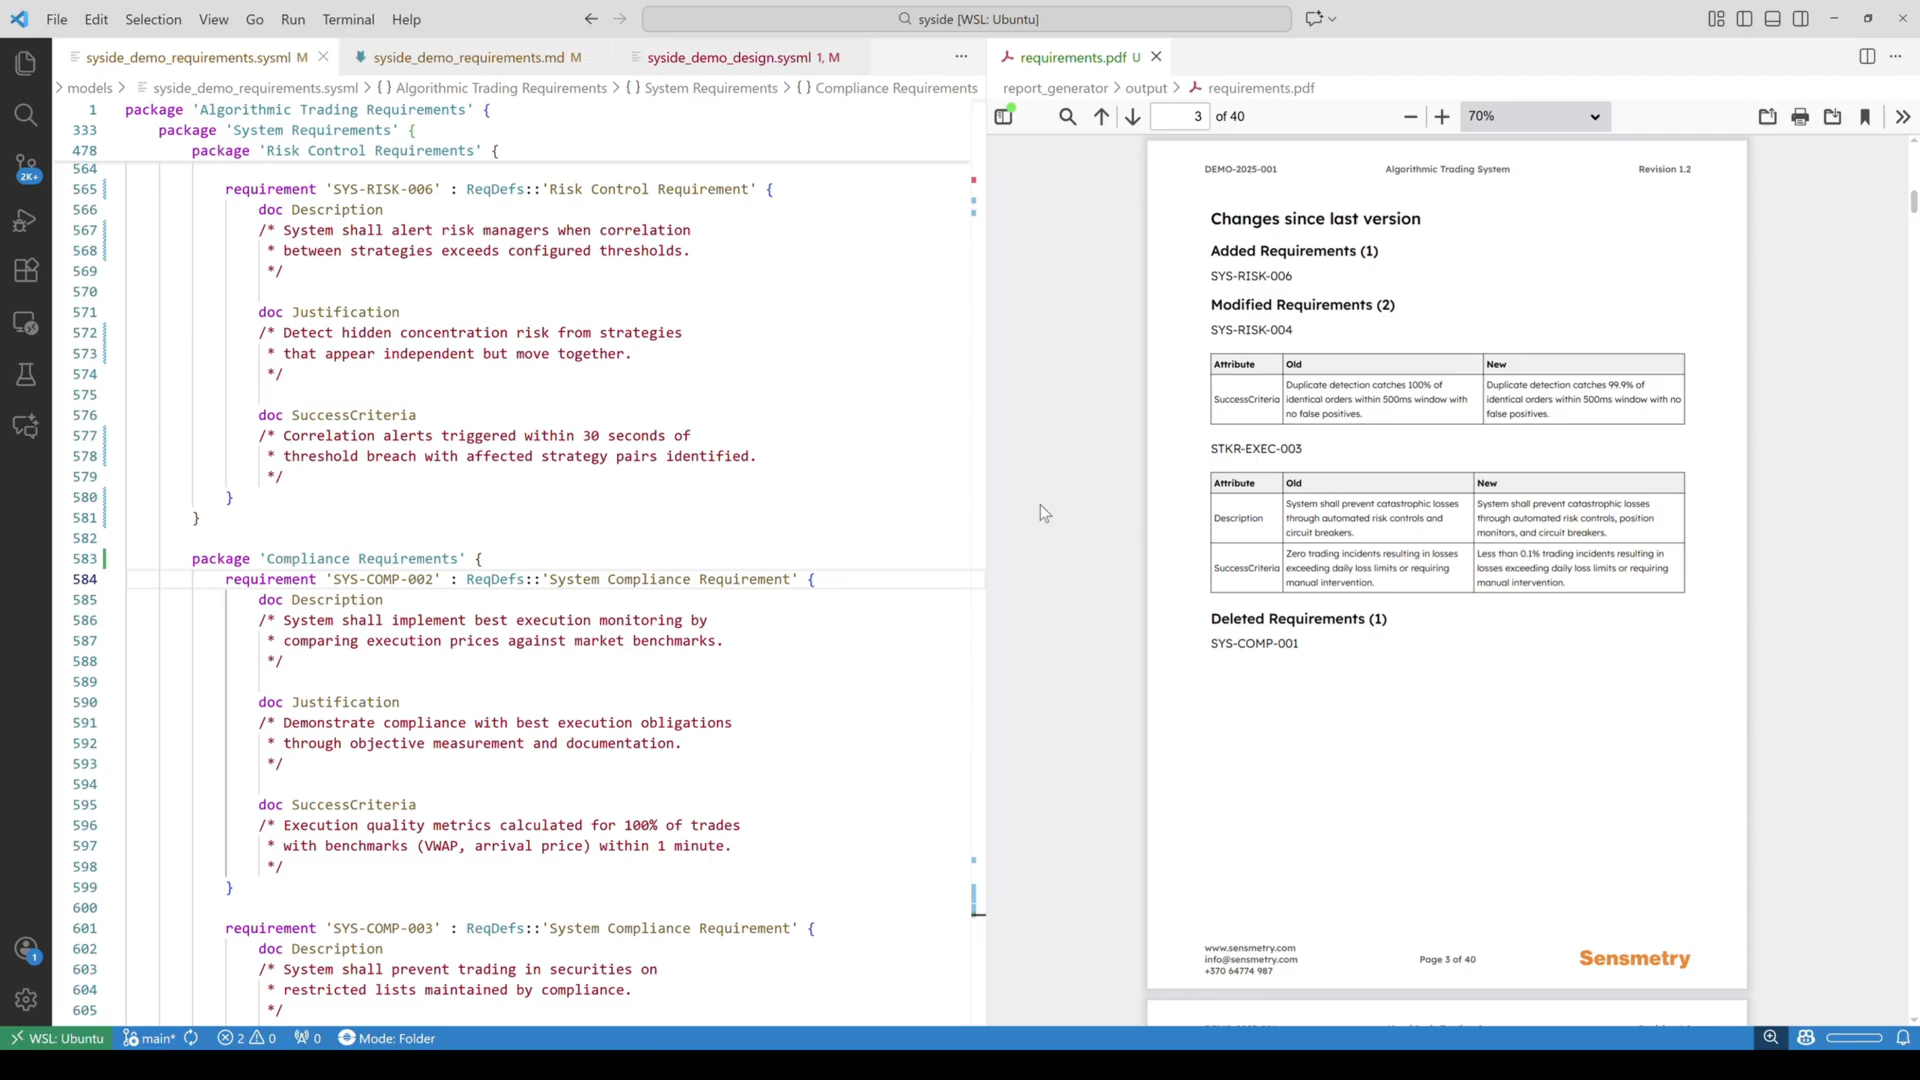 File Edit Selection View Go Run Terminal Help
syside [WSL: Ubuntu]
syside_demo_requirements.sysml M
syside_demo_requirements.md M
syside_demo_design.sysml 1, M
requirements.pdf U
models > syside_demo_requirements.sysml > {} Algorithmic Trading Requirements > {} System Requirements > {} Compliance Requirements
report_generator > output > requirements.pdf
3 of 40
70%
2K+
1
1 package 'Algorithmic Trading Requirements' {
333 package 'System Requirements' {
478 package 'Risk Control Requirements' {
564
565 requirement 'SYS-RISK-006' : ReqDefs::'Risk Control Requirement' {
566 doc Description
567 /* System shall alert risk managers when correlation
568 * between strategies exceeds configured thresholds.
569 */
570
571 doc Justification
572 /* Detect hidden concentration risk from strategies
573 * that appear independent but move together.
574 */
575
576 doc SuccessCriteria
577 /* Correlation alerts triggered within 30 seconds of
578 * threshold breach with affected strategy pairs identified.
579 */
580 }
581 }
582
583 package 'Compliance Requirements' {
584 requirement 'SYS-COMP-002' : ReqDefs::'System Compliance Requirement' {
585 doc Description
586 /* System shall implement best execution monitoring by
587 * comparing execution prices against market benchmarks.
588 */
589
590 doc Justification
591 /* Demonstrate compliance with best execution obligations
592 * through objective measurement and documentation.
593 */
594
595 doc SuccessCriteria
596 /* Execution quality metrics calculated for 100% of trades
597 * with benchmarks (VWAP, arrival price) within 1 minute.
598 */
599 }
600
601 requirement 'SYS-COMP-003' : ReqDefs::'System Compliance Requirement' {
602 doc Description
603 /* System shall prevent trading in securities on
604 * restricted lists maintained by compliance.
605 */
DEMO-2025-001 Algorithmic Trading System Revision 1.2
Changes since last version
Added Requirements (1)
SYS-RISK-006
Modified Requirements (2)
SYS-RISK-004
Attribute Old New
SuccessCriteria
Duplicate detection catches 100% of
identical orders within 500ms window with
no false positives.
Duplicate detection catches 99.9% of
identical orders within 500ms window with no
false positives.
STKR-EXEC-003
Attribute Old New
Description
System shall prevent catastrophic losses
through automated risk controls and
circuit breakers.
System shall prevent catastrophic losses
through automated risk controls, position
monitors, and circuit breakers.
SuccessCriteria
Zero trading incidents resulting in losses
exceeding daily loss limits or requiring
manual intervention.
Less than 0.1% trading incidents resulting in
losses exceeding daily loss limits or requiring
manual intervention.
Deleted Requirements (1)
SYS-COMP-001
www.sensmetry.com
info@sensmetry.com
+370 64774 987
Page 3 of 40
Sensmetry
WSL: Ubuntu main* 2 0 0 Mode: Folder